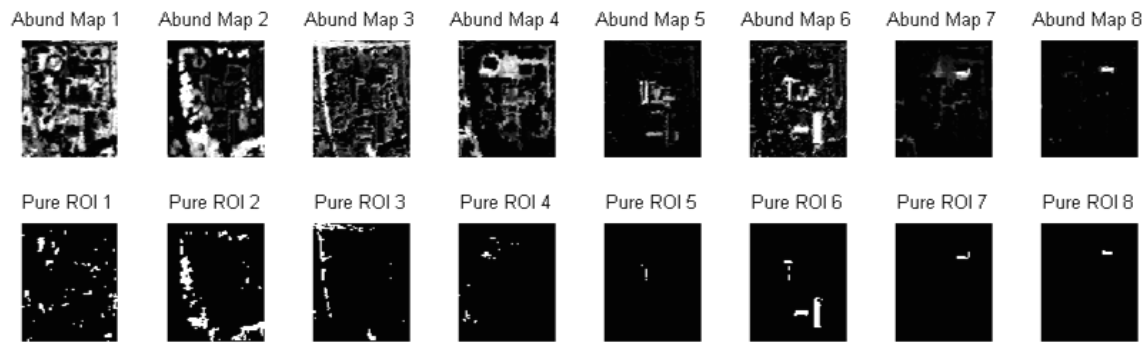 Abund Map 1 Abund Map 2 Abund Map 3 Abund Map 4 Abund Map 5 Abund Map 6 Abund Map 7 Abund Map 8
Pure ROI 1 Pure ROI 2 Pure ROI 3 Pure ROI 4 Pure ROI 5 Pure ROI 6 Pure ROI 7 Pure ROI 8